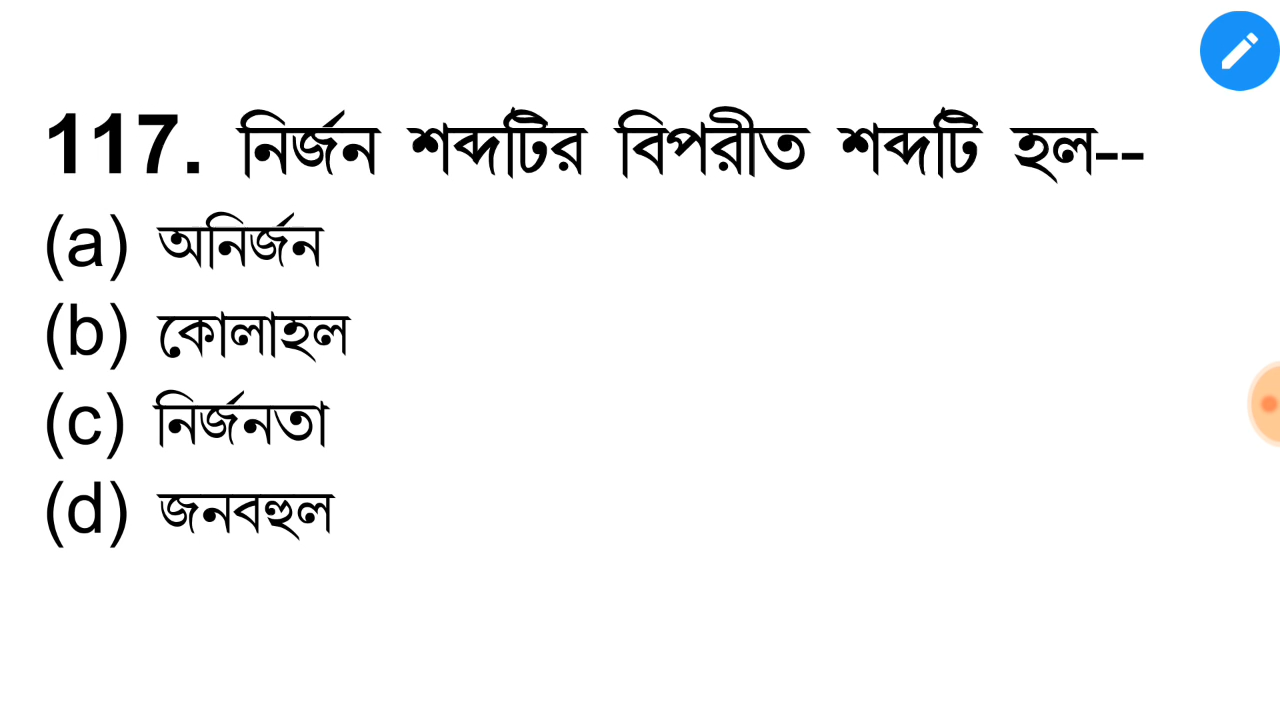 117. নির্জন শব্দটির বিপরীত শব্দটি হল--
(a) অনির্জন
(b) কোলাহল
(c) নির্জনতা
(d) জনবহুল